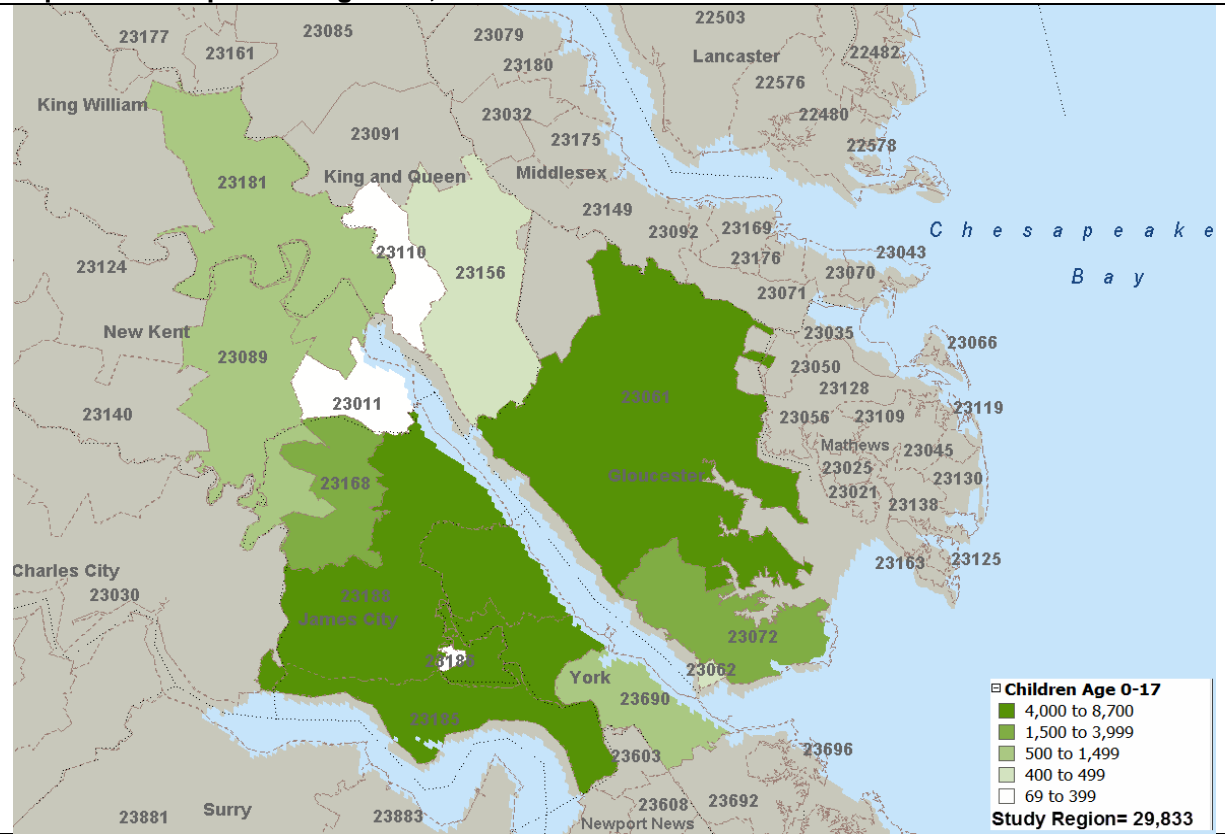 22503
23085
23177
23079
23161
22482
Lancaster
23180
22576
King William
23032
22480
23091
23175
22578
Middlesex
King and Queen
23181
23149
23169
23092
C h e s a p e a k e
23110
23043
23176
23124
23156
23070
B a y
23071
New Kent
23035
23066
23089
23050
23128
23061
23011
23119
23140
23056
23109
Mathews
23045
23025
Gloucester
23130
23168
23021
23138
23163
23125
Charles City
23030
23188
James City
23072
23186
23062
York
23690
23185
23696
23603
23608
23692
Surry
23881
23883
Newport News
Children Age 0-17
4,000 to 8,700
1,500 to 3,999
500 to 1,499
400 to 499
69 to 399
Study Region= 29,833